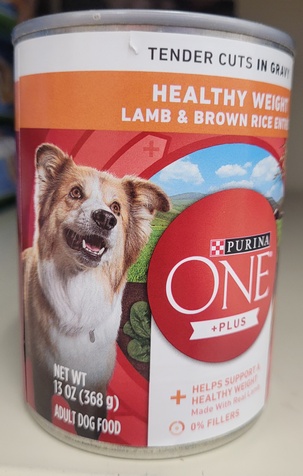 TENDER CUTS IN GRAVY
HEALTHY WEIGHT
LAMB & BROWN RICE ENT
PURINA
ONE
+PLUS
NET WT
13 OZ (368 g)
ADULT DOG FOOD
+ HELPS SUPPORT A
HEALTHY WEIGHT
Made With Real Lamb
0% FILLERS